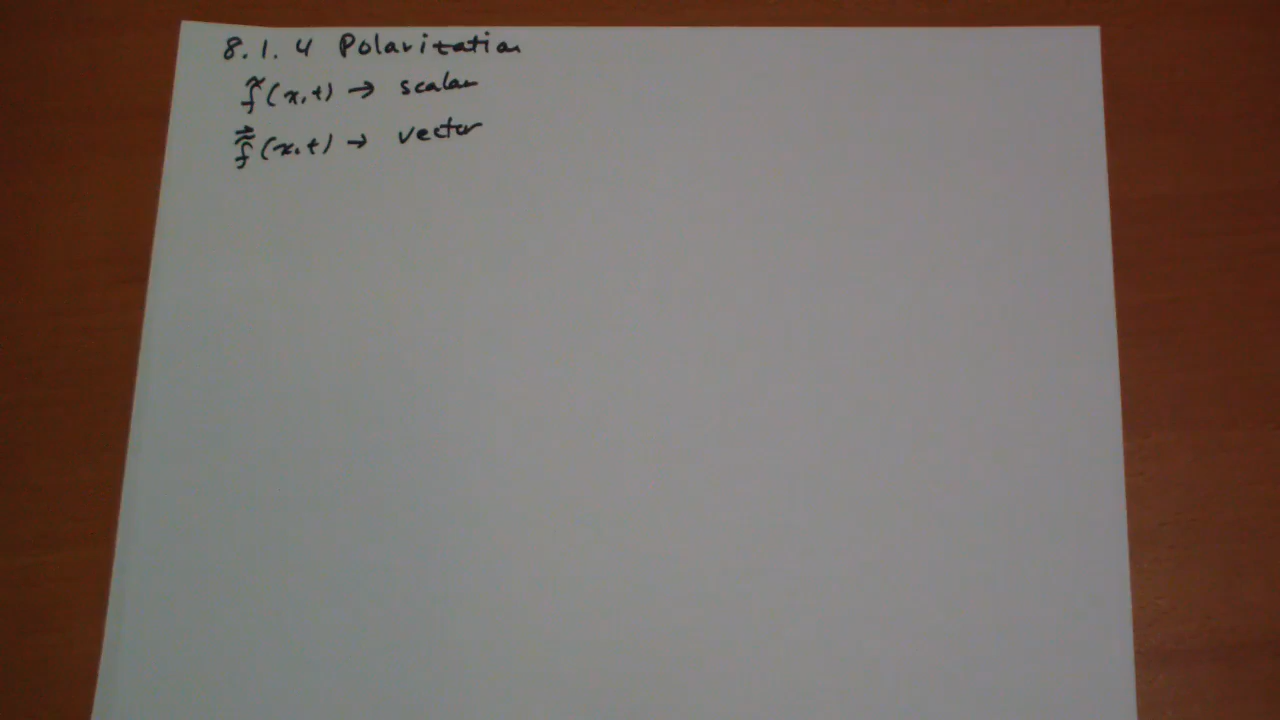 8.1.4 Polarization
f̃(x,t) → scalar
f̃⃗(x,t) → vector